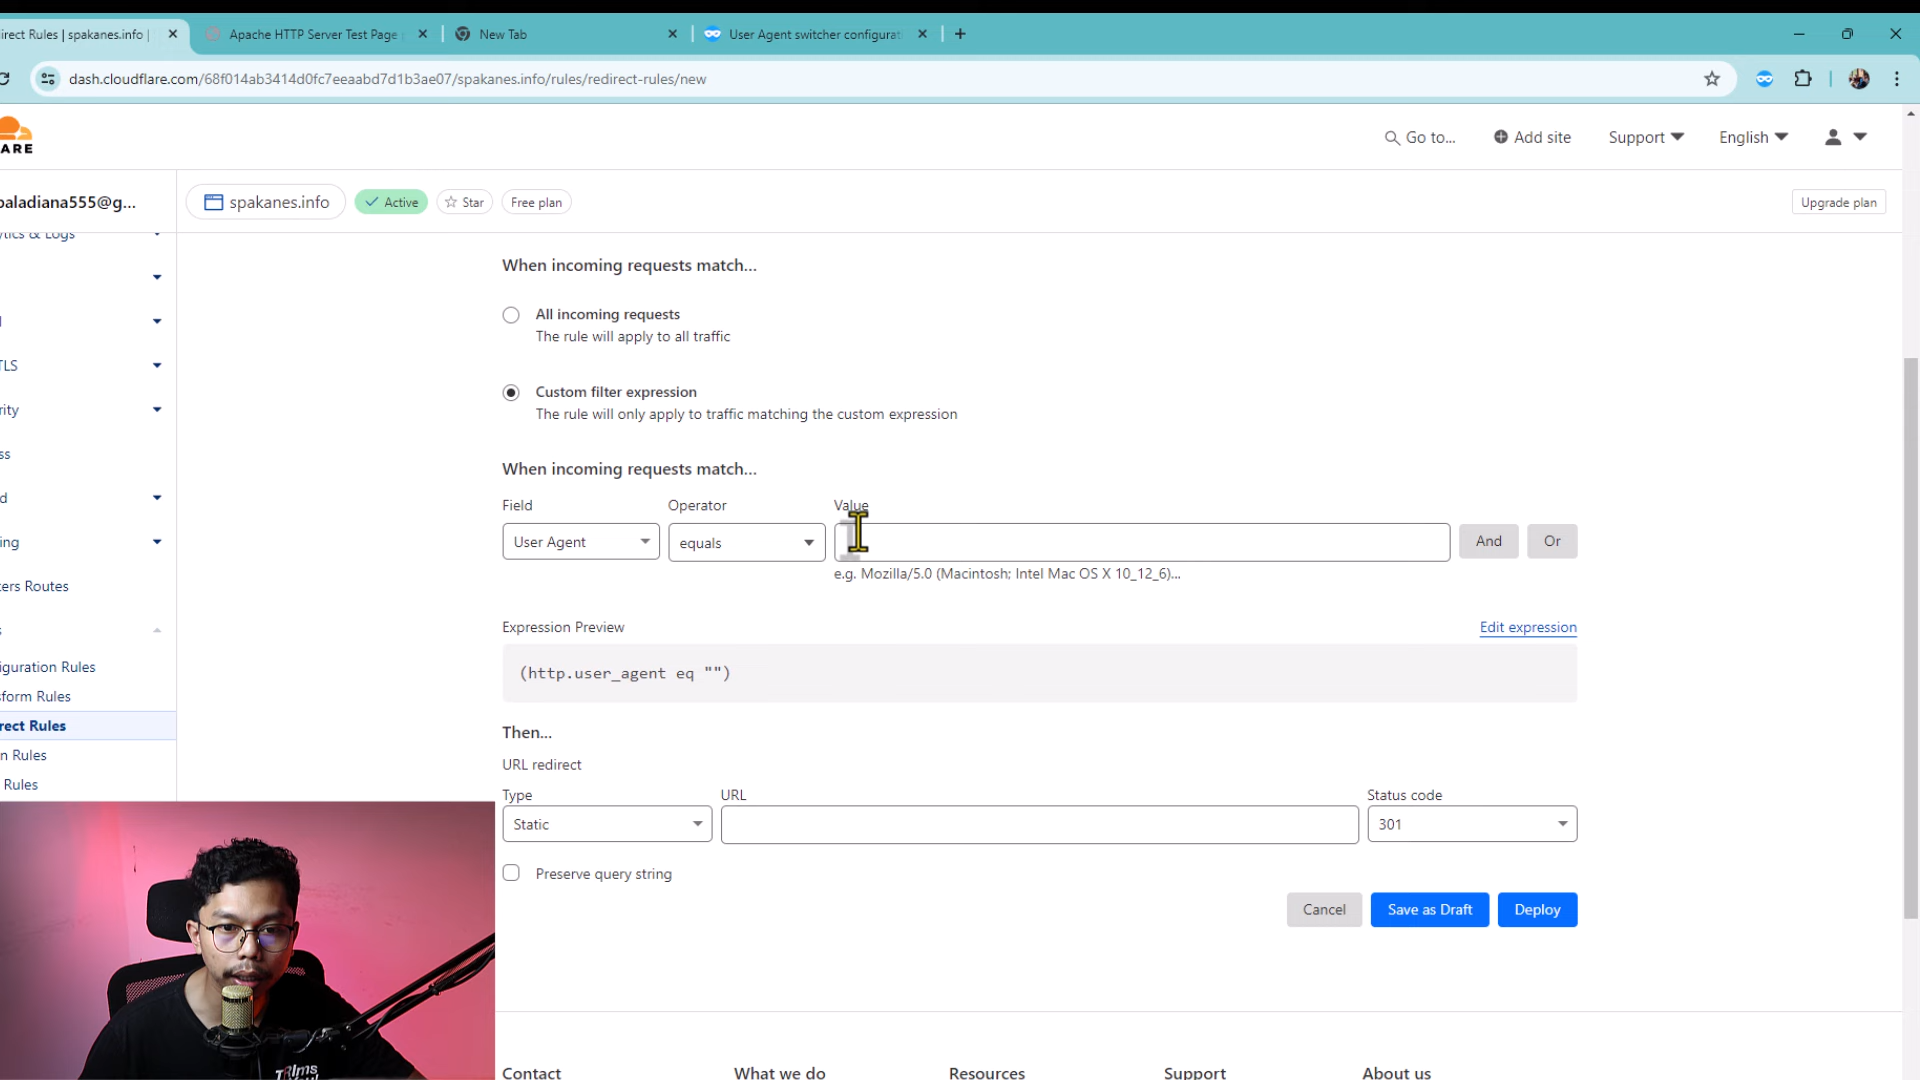 irect Rules | spakanes.info |
Apache HTTP Server Test Page
New Tab
User Agent switcher configurat
dash.cloudflare.com/68f014ab3414d0fc7eeaabd7d1b3ae07/spakanes.info/rules/redirect-rules/new
ARE
Go to...
Add site
Support
English
paladiana555@g...
spakanes.info
Active
Star
Free plan
Upgrade plan
ytics & Logs
TLS
rity
ss
d
ing
ers Routes
s
iguration Rules
sform Rules
rect Rules
n Rules
Rules
When incoming requests match...
All incoming requests
The rule will apply to all traffic
Custom filter expression
The rule will only apply to traffic matching the custom expression
When incoming requests match...
Field
Operator
Value
User Agent
equals
And
Or
e.g. Mozilla/5.0 (Macintosh; Intel Mac OS X 10_12_6)...
Expression Preview
Edit expression
(http.user_agent eq "")
Then...
URL redirect
Type
URL
Status code
Static
301
Preserve query string
Cancel
Save as Draft
Deploy
Contact
What we do
Resources
Support
About us